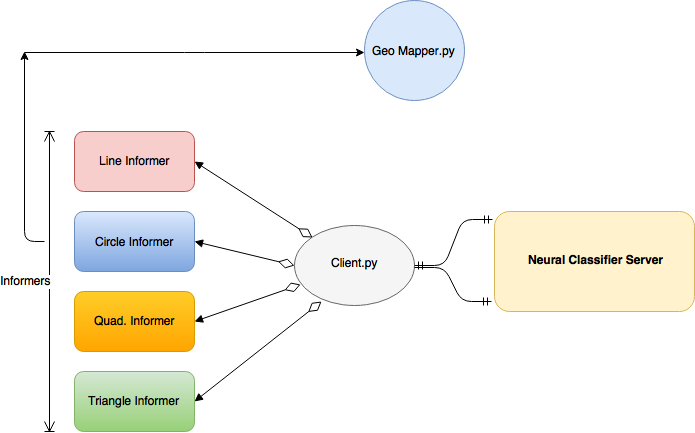 Geo Mapper.py
Line Informer
Circle Informer
Informers
Quad. Informer
Triangle Informer
Client.py
Neural Classifier Server